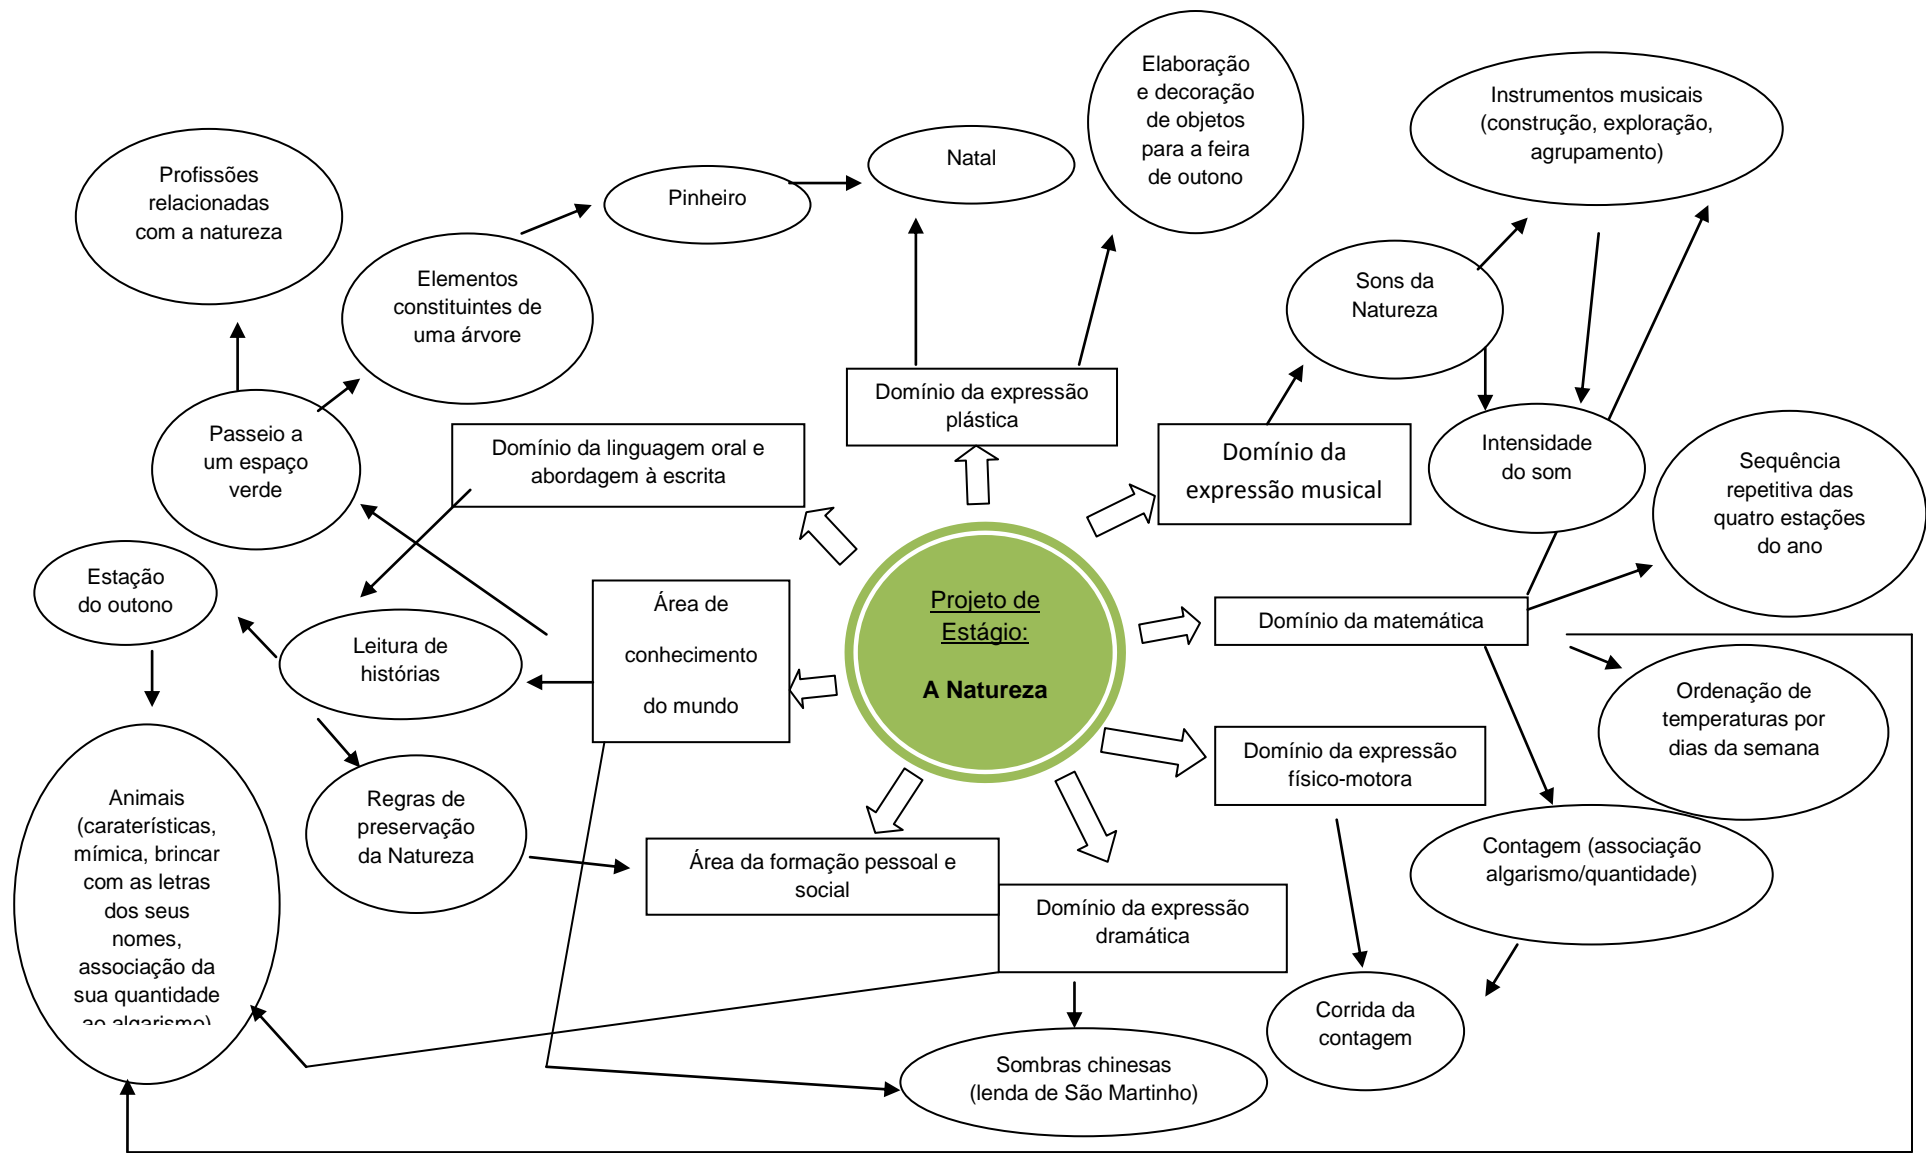 Elaboração
e decoração
de objetos
para a feira
de outono
Instrumentos musicais
(construção, exploração,
agrupamento)
Natal
Profissões
relacionadas
com a natureza
Pinheiro
Elementos
constituintes de
uma árvore
Sons da
Natureza
Domínio da expressão
plástica
Passeio a
um espaço
verde
Domínio da linguagem oral e
abordagem à escrita
Domínio da
expressão musical
Intensidade
do som
Sequência
repetitiva das
quatro estações
do ano
Estação
do outono
Leitura de
histórias
Área de
conhecimento
do mundo
Projeto de
Estágio:
A Natureza
Domínio da matemática
Ordenação de
temperaturas por
dias da semana
Domínio da expressão
físico-motora
Animais
(caraterísticas,
mímica, brincar
com as letras
dos seus
nomes,
associação da
sua quantidade
ao algarismo)
Regras de
preservação
da Natureza
Área da formação pessoal e
social
Domínio da expressão
dramática
Contagem (associação
algarismo/quantidade)
Corrida da
contagem
Sombras chinesas
(lenda de São Martinho)